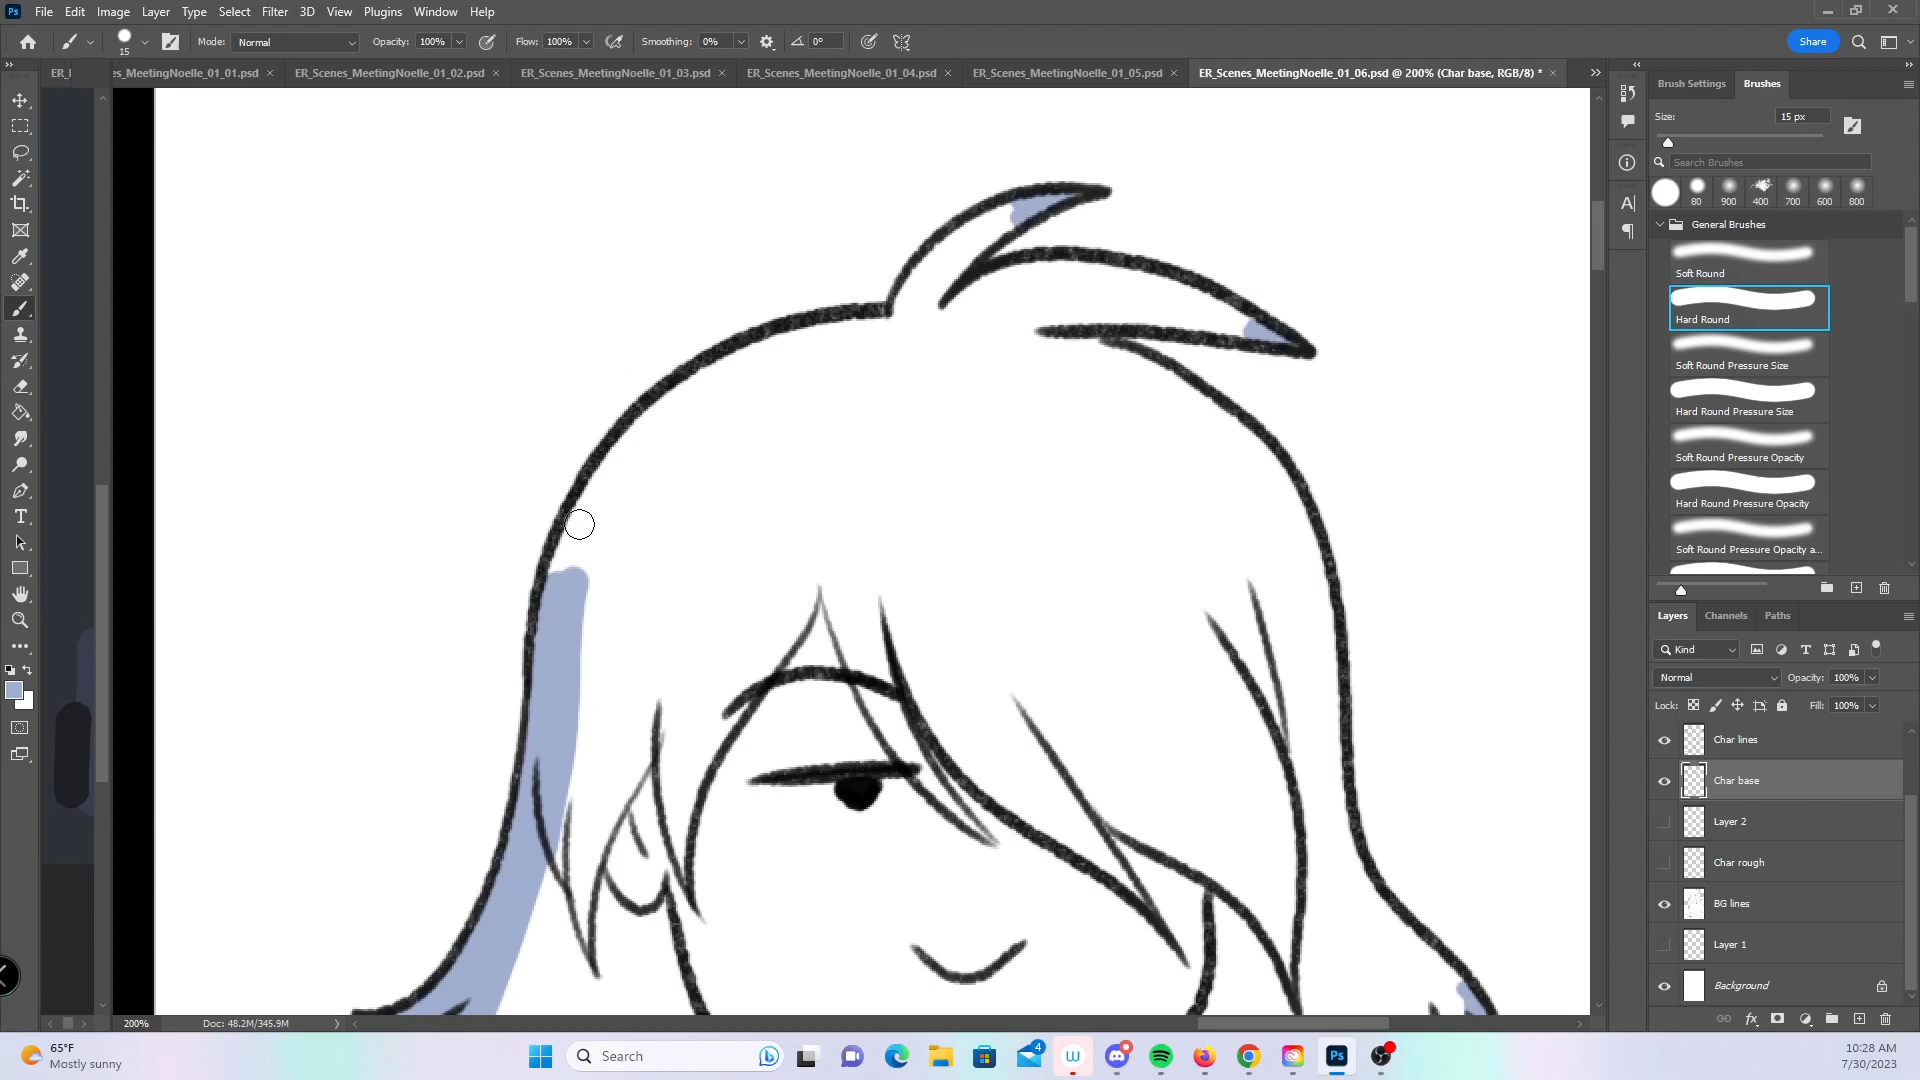 Ps File Edit Image Layer Type Select Filter 3D View Plugins Window Help
15 Mode: Normal Opacity: 100% Flow: 100% Smoothing: 0% 0° Share
ER_I es_MeetingNoelle_01_01.psd ER_Scenes_MeetingNoelle_01_02.psd ER_Scenes_MeetingNoelle_01_03.psd ER_Scenes_MeetingNoelle_01_04.psd ER_Scenes_MeetingNoelle_01_05.psd ER_Scenes_MeetingNoelle_01_06.psd @ 200% (Char base, RGB/8) *
Brush Settings Brushes
Size: 15 px
Search Brushes
80 900 400 700 600 800
General Brushes
Soft Round
Hard Round
Soft Round Pressure Size
Hard Round Pressure Size
Soft Round Pressure Opacity
Hard Round Pressure Opacity
Soft Round Pressure Opacity a...
Layers Channels Paths
Kind
Normal Opacity: 100%
Lock: Fill: 100%
Char lines
Char base
Layer 2
Char rough
BG lines
Layer 1
Background
200% Doc: 48.2M/345.9M
65°F
Mostly sunny
Search
4
Ps
10:28 AM
7/30/2023